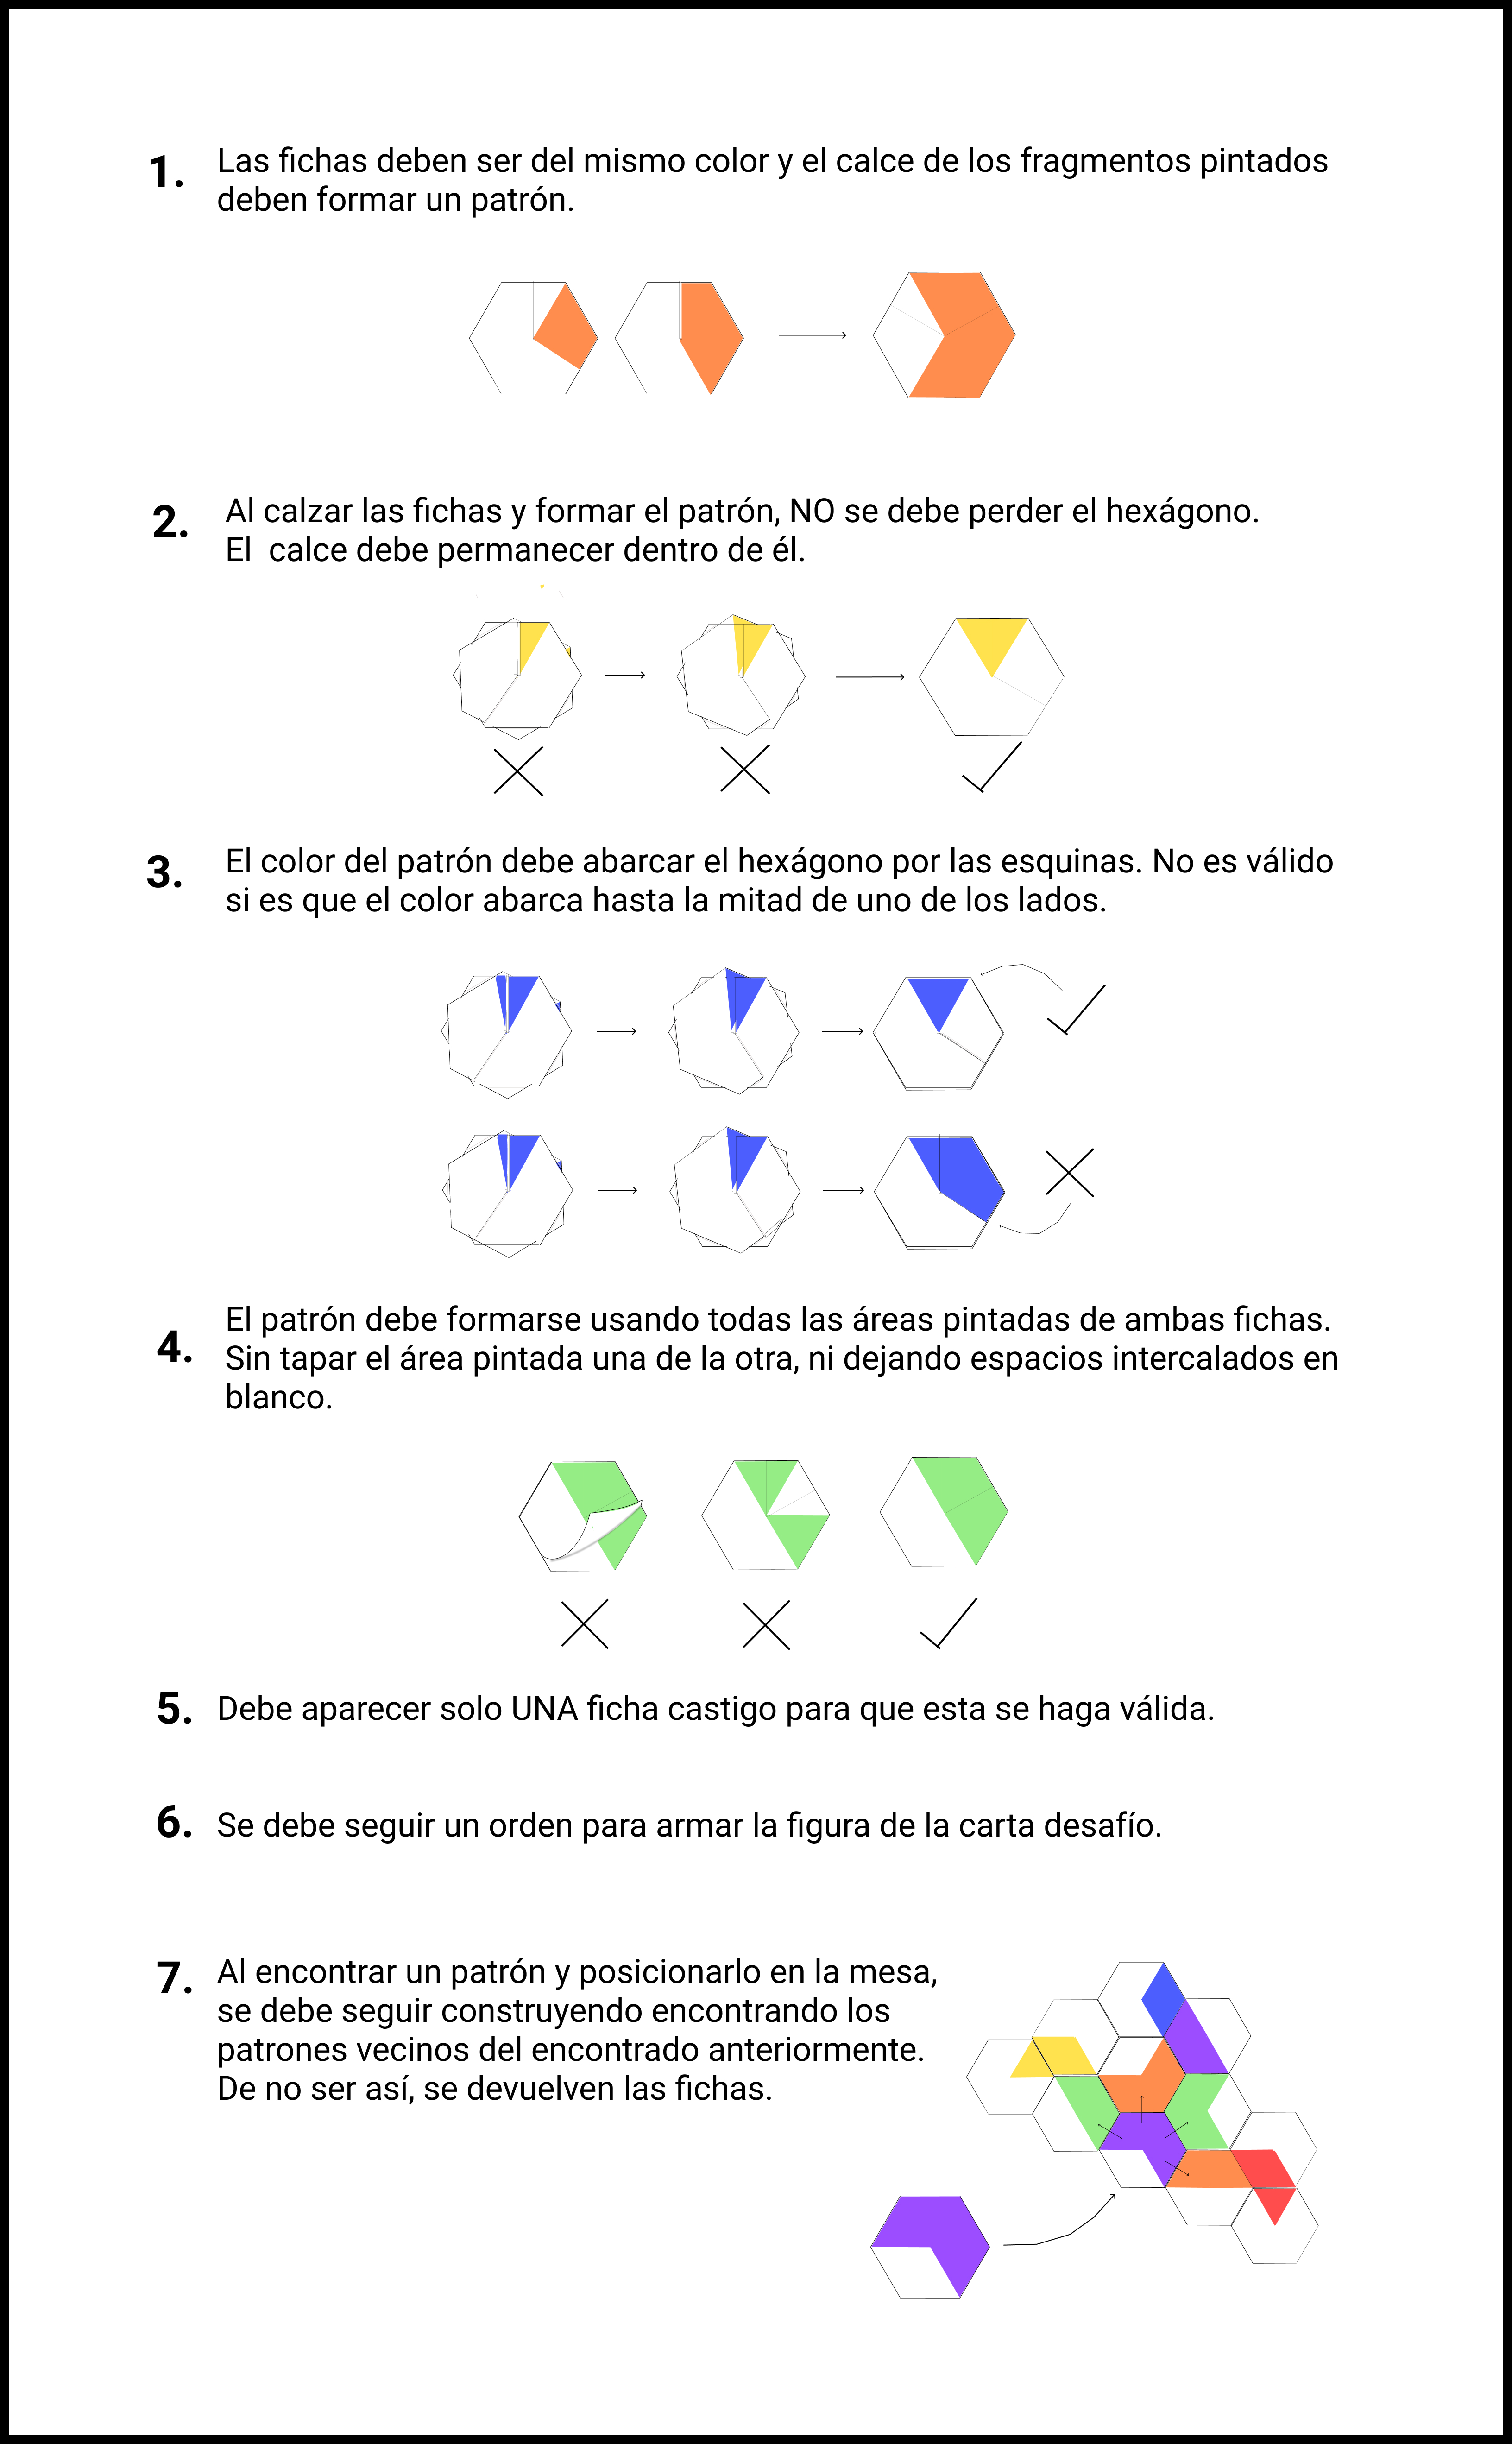 1. Las fichas deben ser del mismo color y el calce de los fragmentos pintados
deben formar un patrón.
2. Al calzar las fichas y formar el patrón, NO se debe perder el hexágono.
El calce debe permanecer dentro de él.
3. El color del patrón debe abarcar el hexágono por las esquinas. No es válido
si es que el color abarca hasta la mitad de uno de los lados.
4. El patrón debe formarse usando todas las áreas pintadas de ambas fichas.
Sin tapar el área pintada una de la otra, ni dejando espacios intercalados en
blanco.
5. Debe aparecer solo UNA ficha castigo para que esta se haga válida.
6. Se debe seguir un orden para armar la figura de la carta desafío.
7. Al encontrar un patrón y posicionarlo en la mesa,
se debe seguir construyendo encontrando los
patrones vecinos del encontrado anteriormente.
De no ser así, se devuelven las fichas.